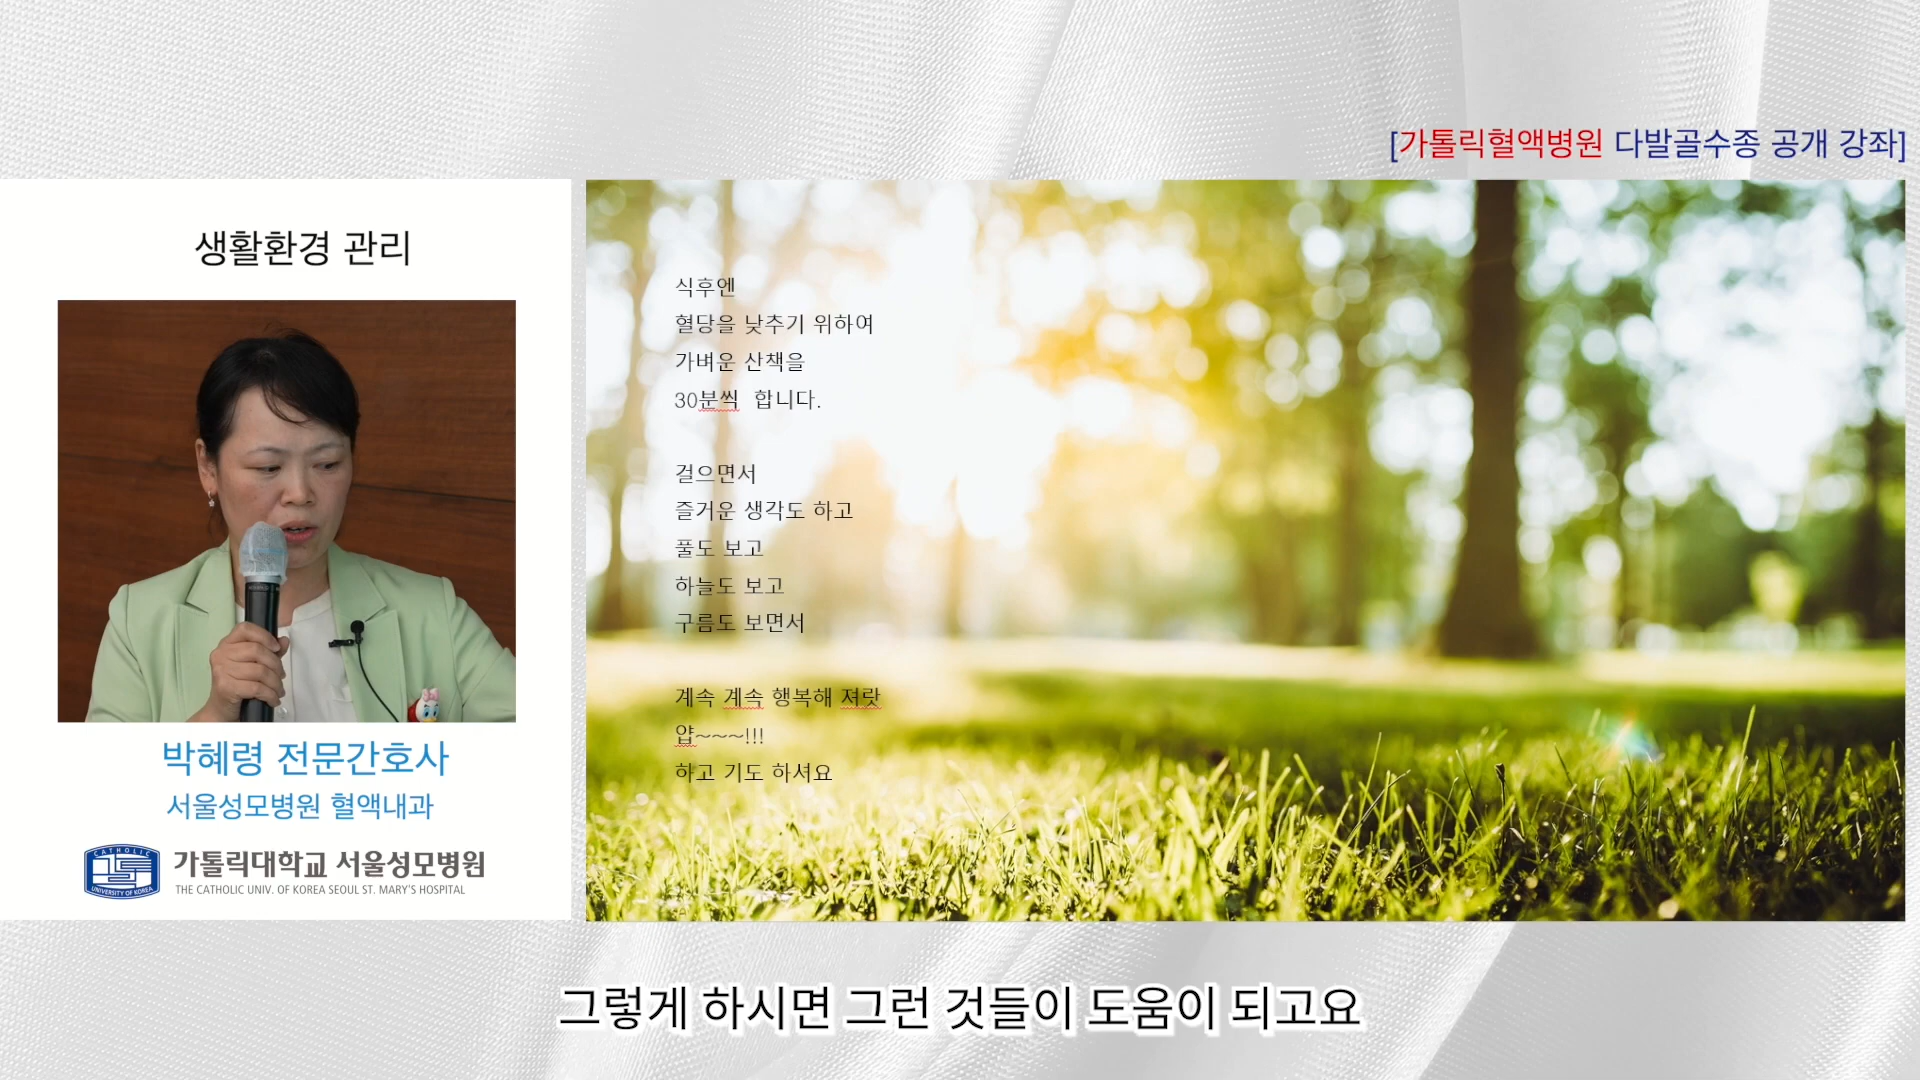 [가톨릭혈액병원 다발골수종 공개 강좌]
생활환경 관리
박혜령 전문간호사
서울성모병원 혈액내과
CATHOLIC
UNIVERSITY OF KOREA
가톨릭대학교 서울성모병원
THE CATHOLIC UNIV. OF KOREA SEOUL ST. MARY'S HOSPITAL
식후엔
혈당을 낮추기 위하여
가벼운 산책을
30분씩 합니다.
걸으면서
즐거운 생각도 하고
풀도 보고
하늘도 보고
구름도 보면서
계속 계속 행복해 져랏
얍~~~!!!
하고 기도 하셔요
그렇게 하시면 그런 것들이 도움이 되고요